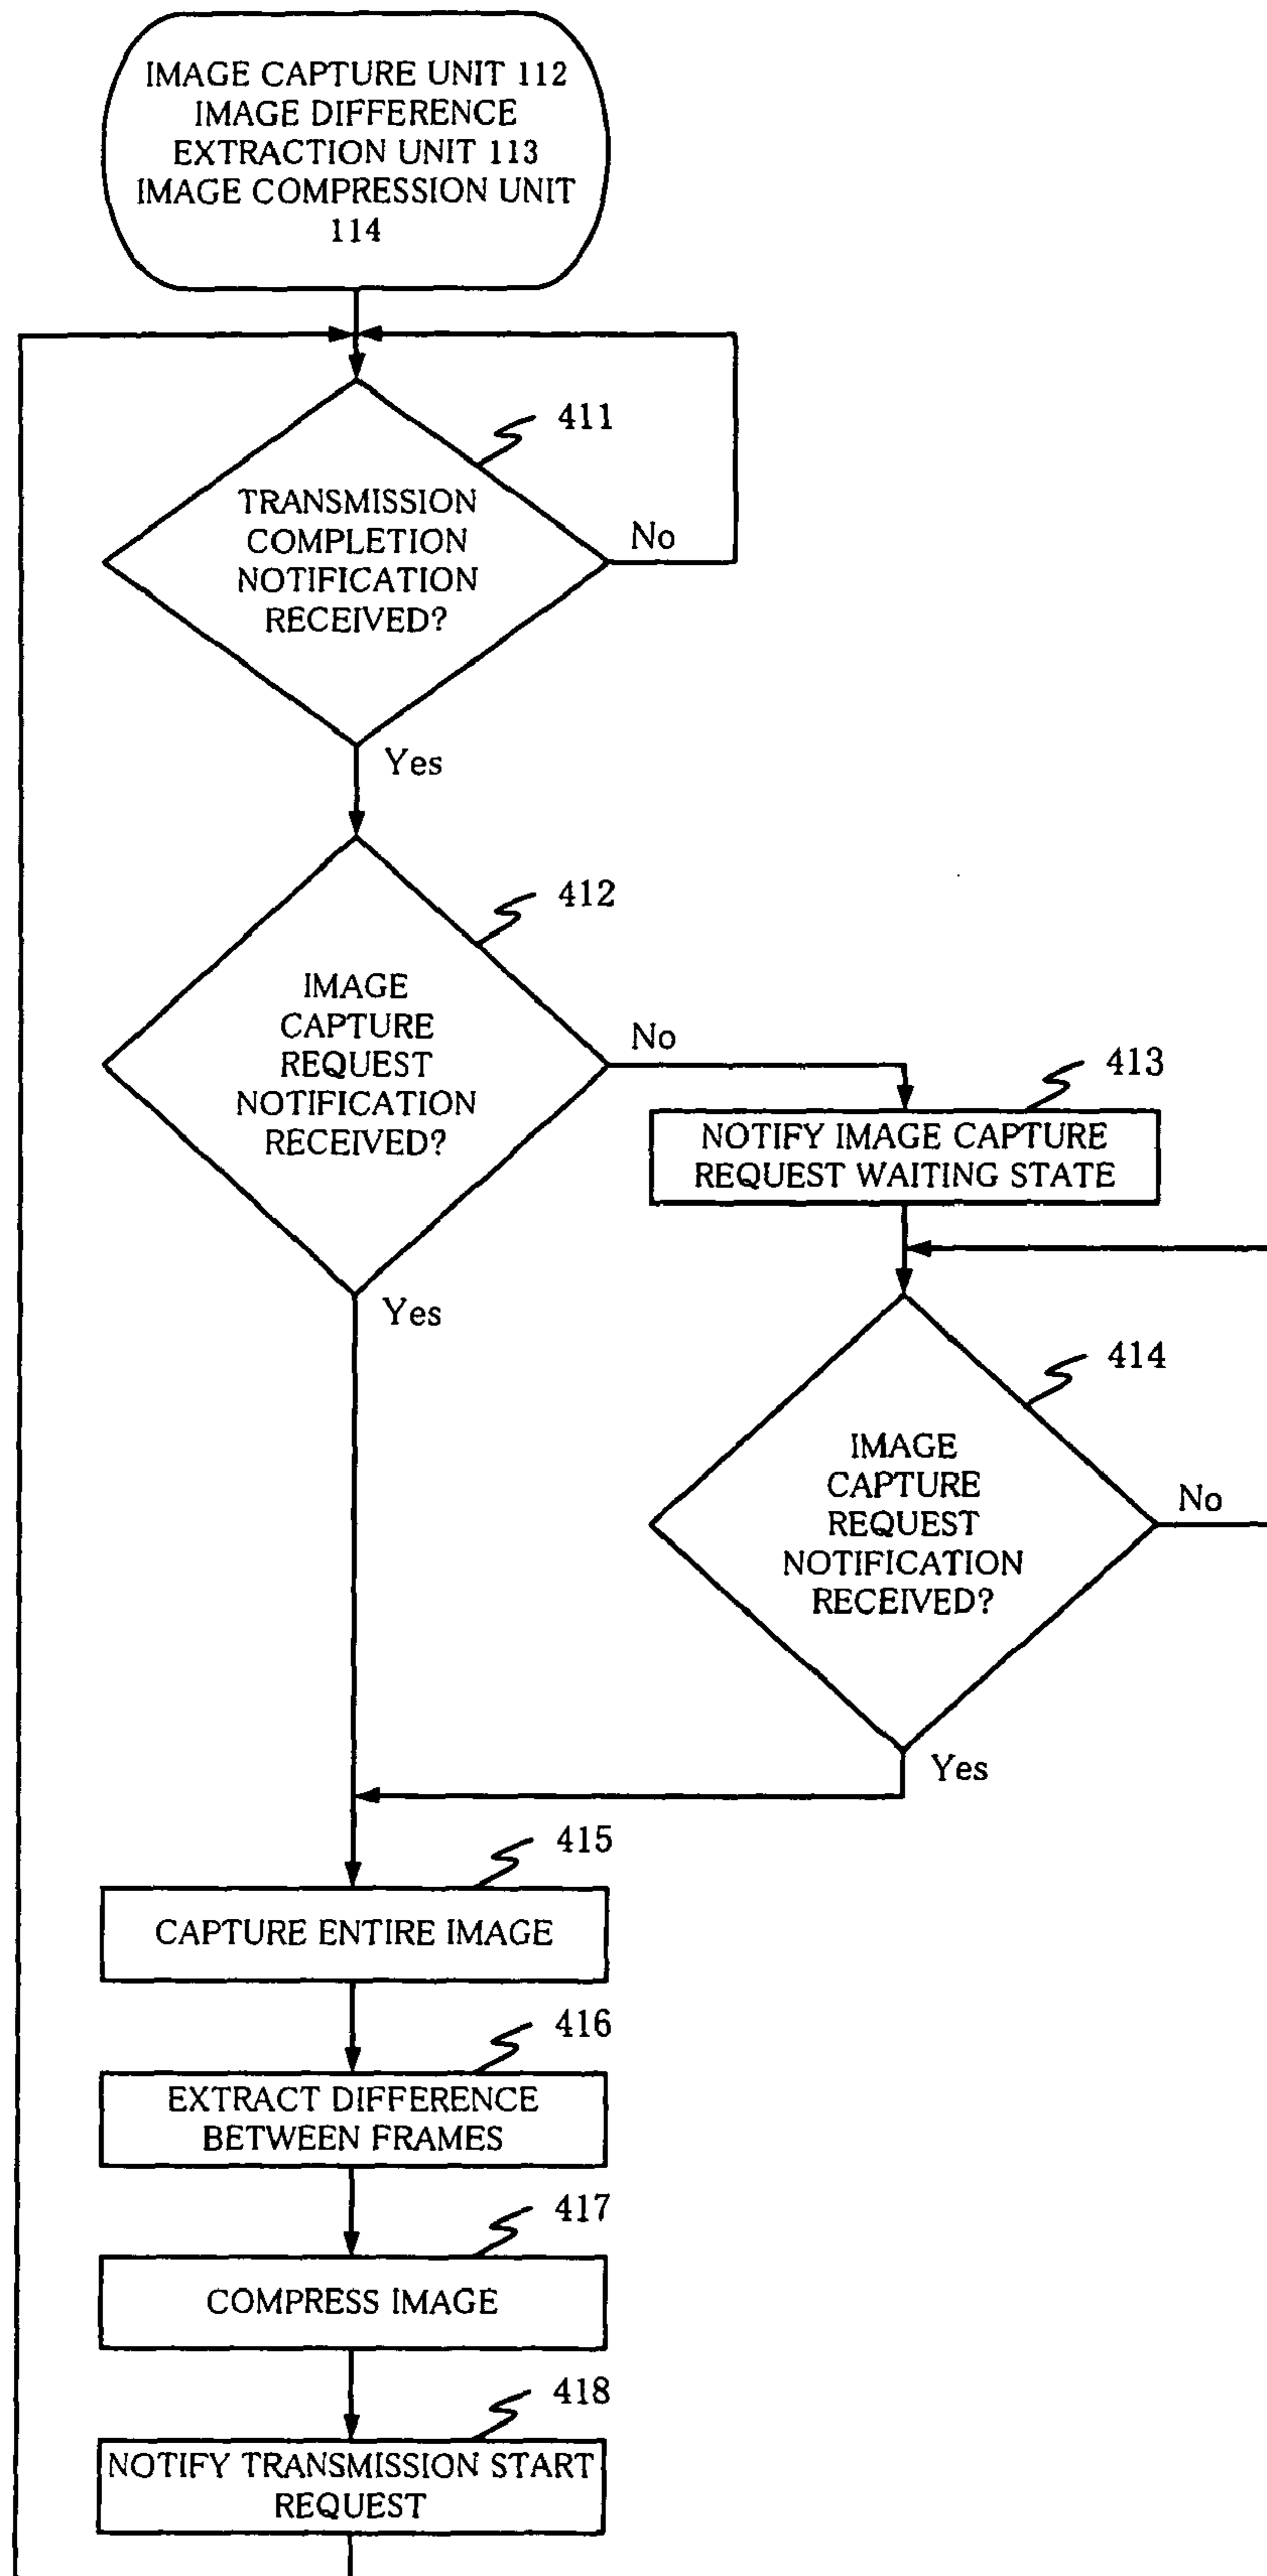 IMAGE CAPTURE UNIT 112
IMAGE DIFFERENCE
EXTRACTION UNIT 113
IMAGE COMPRESSION UNIT
114
411
TRANSMISSION
COMPLETION
NOTIFICATION
RECEIVED?
No
Yes
412
IMAGE
CAPTURE
REQUEST
NOTIFICATION
RECEIVED?
No
Yes
413
NOTIFY IMAGE CAPTURE
REQUEST WAITING STATE
414
IMAGE
CAPTURE
REQUEST
NOTIFICATION
RECEIVED?
No
Yes
415
CAPTURE ENTIRE IMAGE
416
EXTRACT DIFFERENCE
BETWEEN FRAMES
417
COMPRESS IMAGE
418
NOTIFY TRANSMISSION START
REQUEST